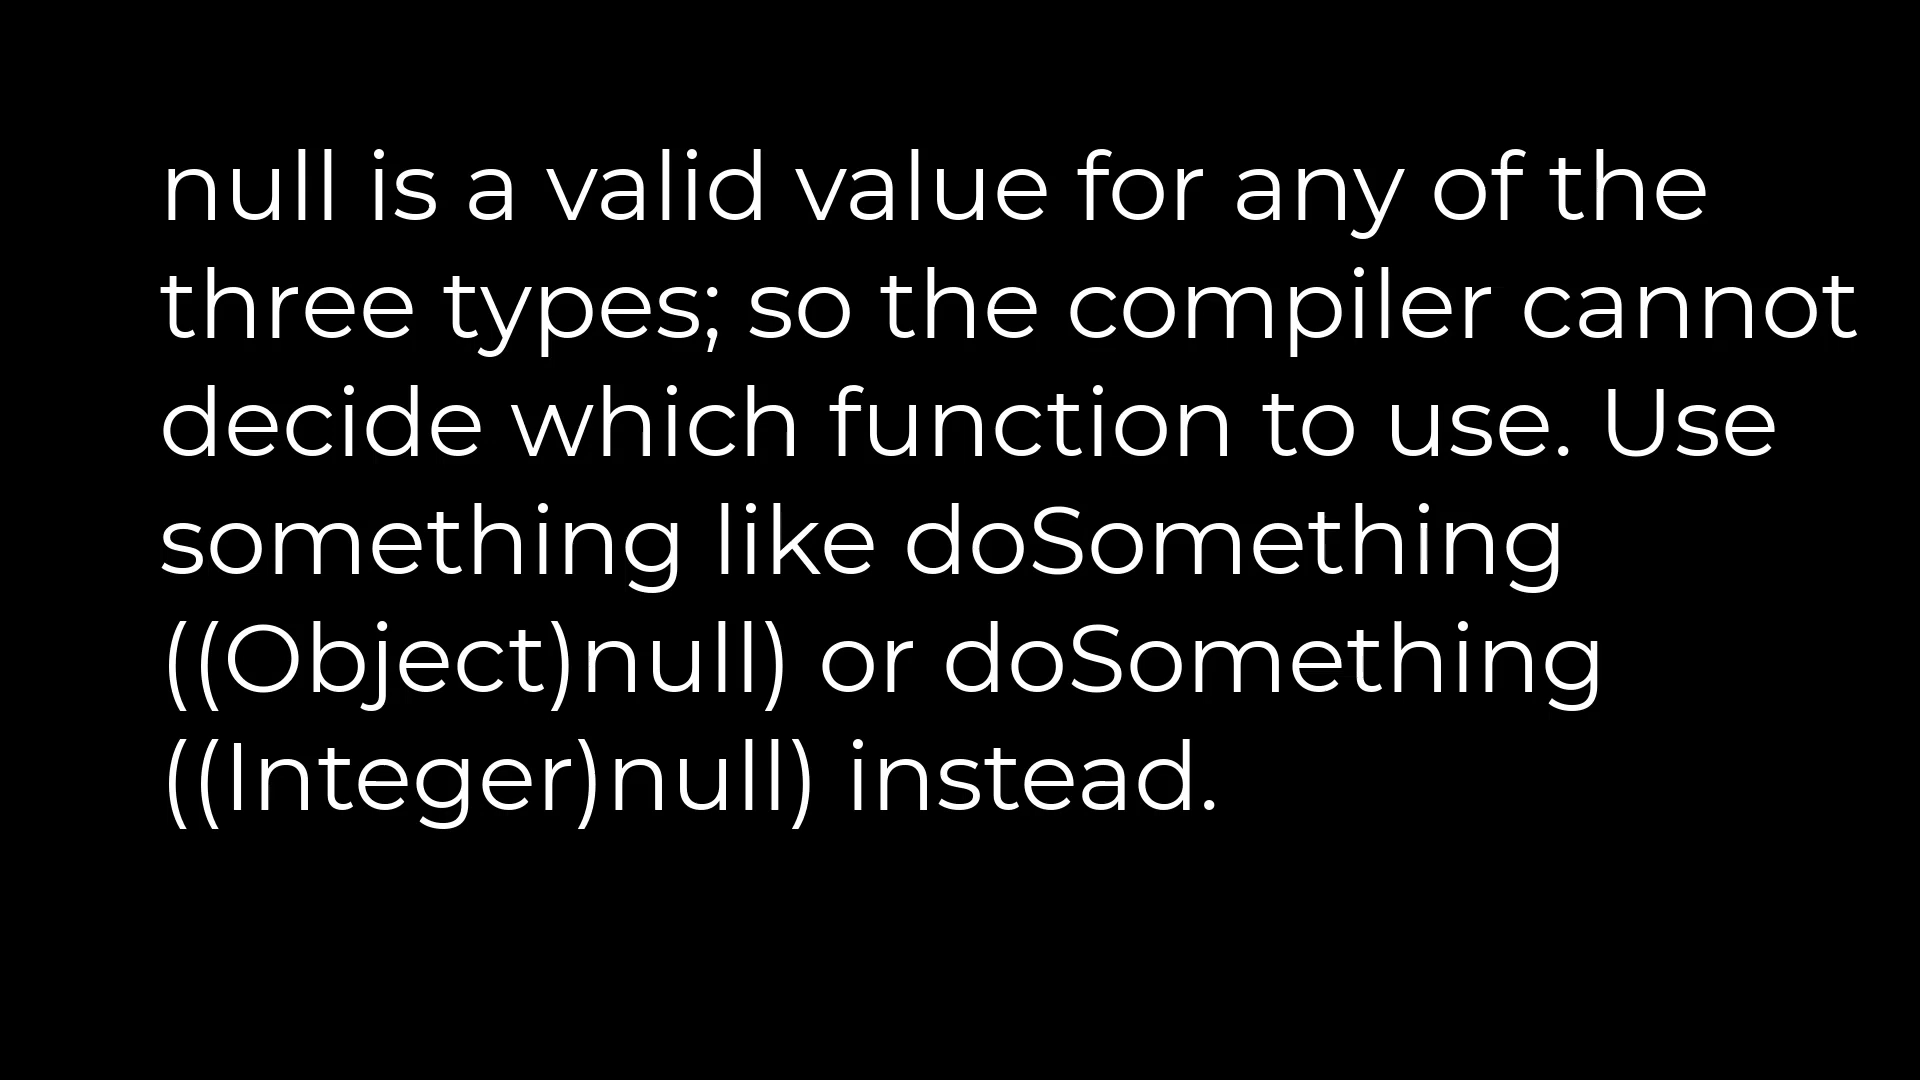 null is a valid value for any of the
three types; so the compiler cannot
decide which function to use. Use
something like doSomething
((Object)null) or doSomething
((Integer)null) instead.